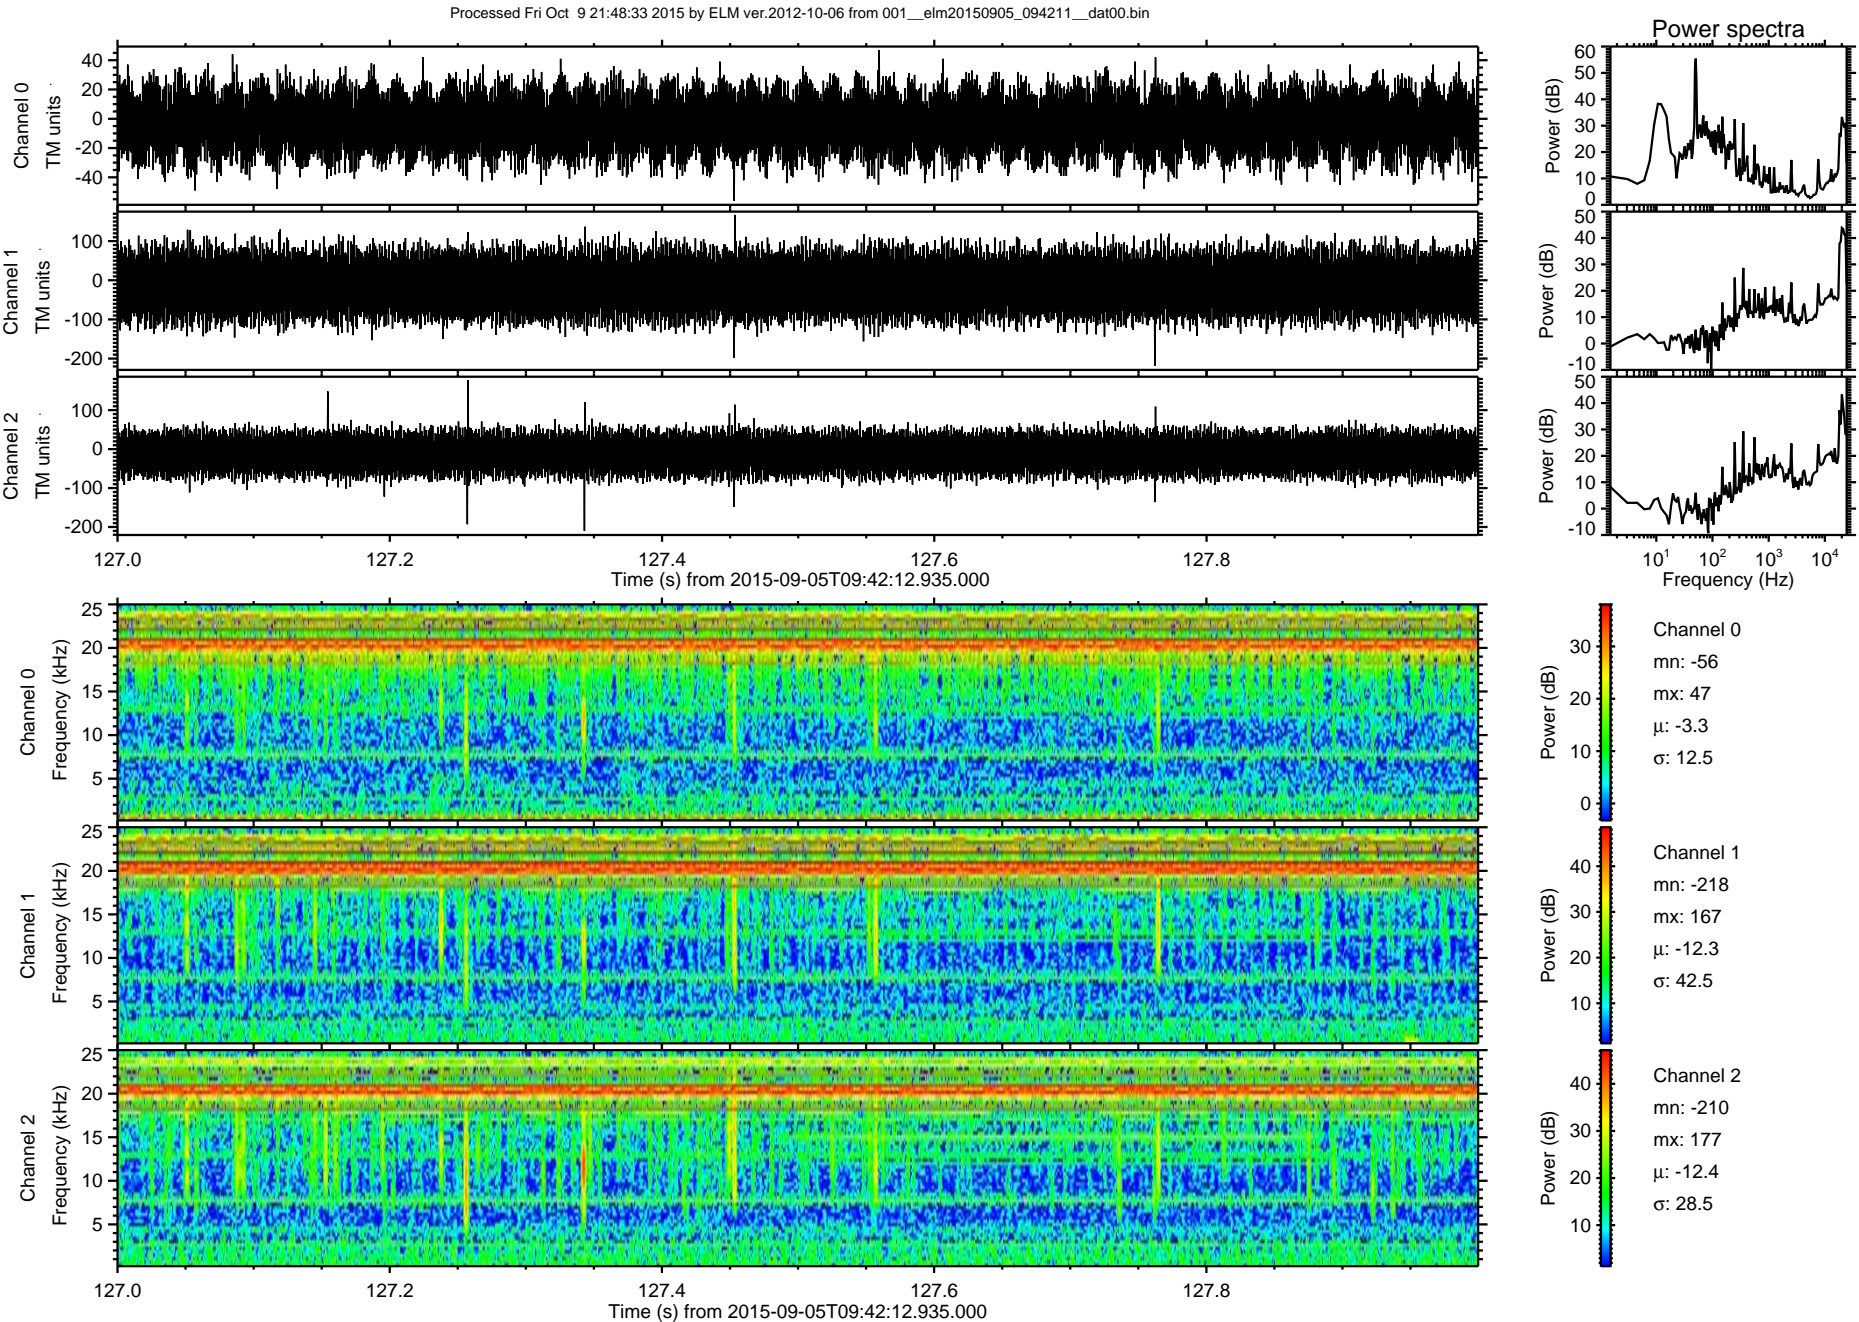 Processed Fri Oct  9 21:48:33 2015 by ELM ver.2012-10-06 from 001__elm20150905_094211__dat00.bin
Power spectra
Channel 0
TM units
40
20
0
-20
-40
Power (dB)
60
50
40
30
20
10
0
Channel 1
TM units
100
0
-100
-200
Power (dB)
50
40
30
20
10
0
-10
Channel 2
TM units
100
0
-100
-200
Power (dB)
50
40
30
20
10
0
-10
127.0 127.2 127.4 127.6 127.8
Time (s) from 2015-09-05T09:42:12.935.000
10¹ 10² 10³ 10⁴
Frequency (Hz)
Channel 0
Frequency (kHz)
25
20
15
10
5
Power (dB)
30
20
10
0
Channel 0
mn: -56
mx: 47
μ: -3.3
σ: 12.5
Channel 1
Frequency (kHz)
25
20
15
10
5
Power (dB)
40
30
20
10
Channel 1
mn: -218
mx: 167
μ: -12.3
σ: 42.5
Channel 2
Frequency (kHz)
25
20
15
10
5
Power (dB)
40
30
20
10
Channel 2
mn: -210
mx: 177
μ: -12.4
σ: 28.5
127.0 127.2 127.4 127.6 127.8
Time (s) from 2015-09-05T09:42:12.935.000